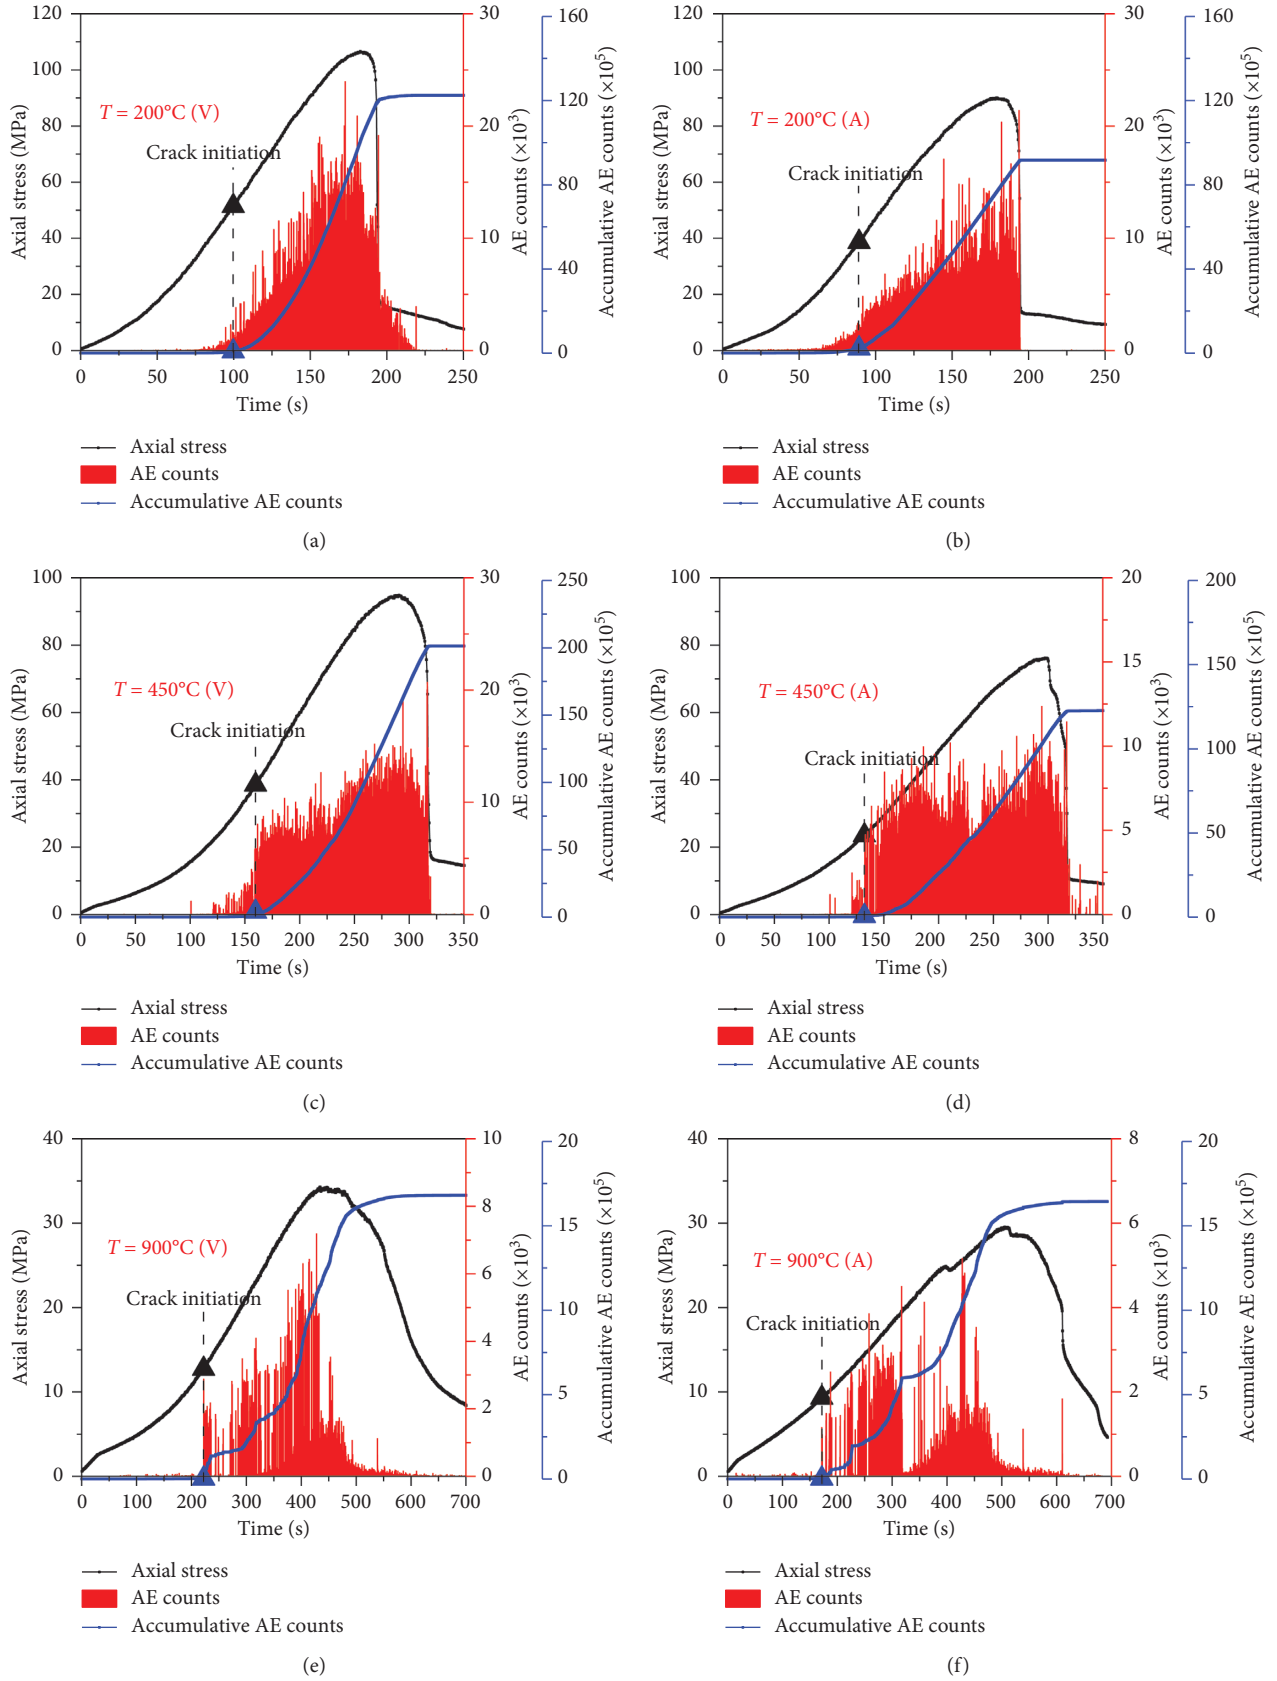 120
100
80
60
40
20
0
Axial stress (MPa)
T = 200°C (V)
Crack initiation
0 50 100 150 200 250
Time (s)
30
20
10
0
AE counts (×10³)
160
120
80
40
0
Accumulative AE counts (×10⁵)
Axial stress
AE counts
Accumulative AE counts
(a)
120
100
80
60
40
20
0
Axial stress (MPa)
T = 200°C (A)
Crack initiation
0 50 100 150 200 250
Time (s)
30
20
10
0
AE counts (×10³)
160
120
80
40
0
Accumulative AE counts (×10⁵)
Axial stress
AE counts
Accumulative AE counts
(b)
100
80
60
40
20
0
Axial stress (MPa)
T = 450°C (V)
Crack initiation
0 50 100 150 200 250 300 350
Time (s)
30
20
10
0
AE counts (×10³)
250
200
150
100
50
0
Accumulative AE counts (×10⁵)
Axial stress
AE counts
Accumulative AE counts
(c)
100
80
60
40
20
0
Axial stress (MPa)
T = 450°C (A)
Crack initiation
0 50 100 150 200 250 300 350
Time (s)
20
15
10
5
0
AE counts (×10³)
200
150
100
50
0
Accumulative AE counts (×10⁵)
Axial stress
AE counts
Accumulative AE counts
(d)
40
30
20
10
0
Axial stress (MPa)
T = 900°C (V)
Crack initiation
0 100 200 300 400 500 600 700
Time (s)
10
8
6
4
2
0
AE counts (×10³)
20
15
10
5
0
Accumulative AE counts (×10⁵)
Axial stress
AE counts
Accumulative AE counts
(e)
40
30
20
10
0
Axial stress (MPa)
T = 900°C (A)
Crack initiation
0 100 200 300 400 500 600 700
Time (s)
8
6
4
2
0
AE counts (×10³)
20
15
10
5
0
Accumulative AE counts (×10⁵)
Axial stress
AE counts
Accumulative AE counts
(f)